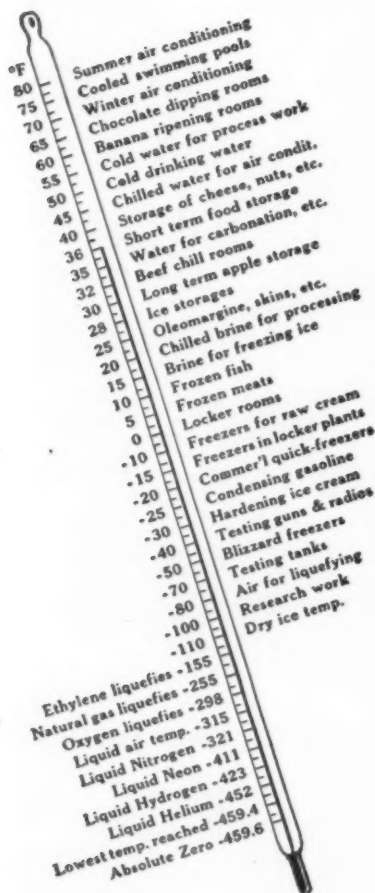 °F
80 Summer air conditioning
75 Cooled swimming pools
70 Winter air conditioning
65 Chocolate dipping rooms
60 Banana ripening rooms
55 Cold water for process work
50 Cold drinking water
45 Chilled water for air condit.
40 Storage of cheese, nuts, etc.
36 Short term food storage
35 Water for carbonation, etc.
32 Beef chill rooms
30 Long term apple storage
28 Ice storages
25 Oleomargine, skins, etc.
20 Chilled brine for processing
15 Brine for freezing ice
10 Frozen fish
5 Frozen meats
0 Locker rooms
-10 Freezers for raw cream
-15 Freezers in locker plants
-20 Commer'l quick-freezers
-25 Condensing gasoline
-30 Hardening ice cream
-40 Testing guns & radios
-50 Blizzard freezers
-70 Testing tanks
-80 Air for liquefying
-100 Research work
-110 Dry ice temp.
Ethylene liquefies -155
Natural gas liquefies -255
Oxygen liquefies -298
Liquid air temp. -315
Liquid Nitrogen -321
Liquid Neon -411
Liquid Hydrogen -423
Liquid Helium -452
Lowest temp. reached -459.4
Absolute Zero -459.6